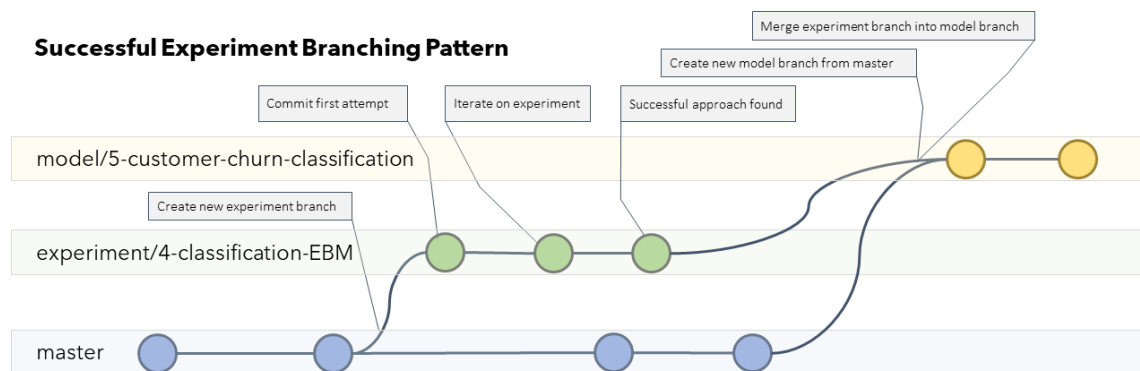 Successful Experiment Branching Pattern
Merge experiment branch into model branch
Create new model branch from master
Commit first attempt
Iterate on experiment
Successful approach found
model/5-customer-churn-classification
Create new experiment branch
experiment/4-classification-EBM
master